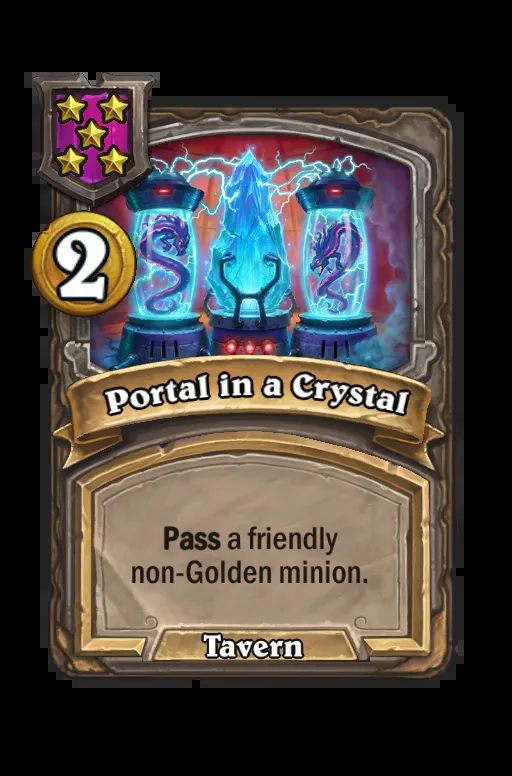 2
Portal in a Crystal
Pass a friendly
non-Golden minion.
Tavern